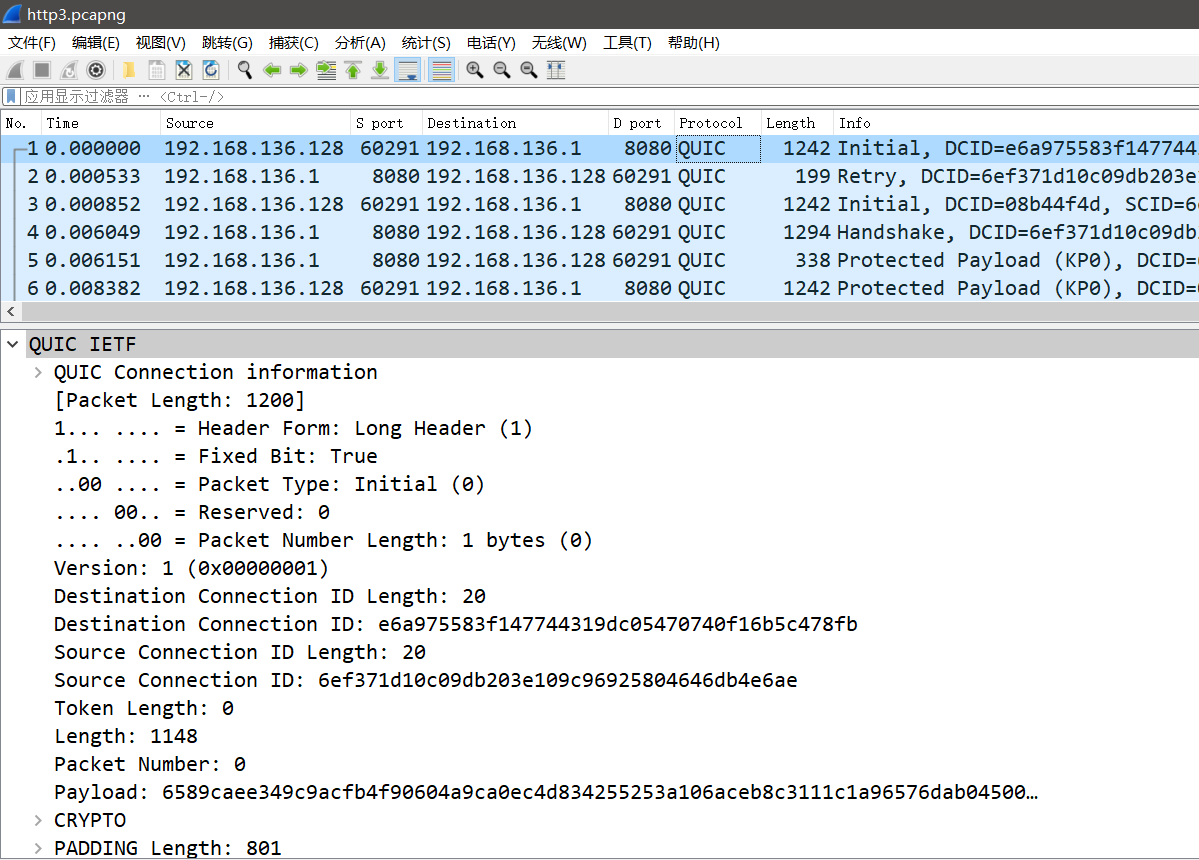 http3.pcapng
文件(F) 编辑(E) 视图(V) 跳转(G) 捕获(C) 分析(A) 统计(S) 电话(Y) 无线(W) 工具(T) 帮助(H)
应用显示过滤器 … <Ctrl-/>
No. Time Source S port Destination D port Protocol Length Info
1 0.000000 192.168.136.128 60291 192.168.136.1 8080 QUIC 1242 Initial, DCID=e6a975583f147744
2 0.000533 192.168.136.1 8080 192.168.136.128 60291 QUIC 199 Retry, DCID=6ef371d10c09db203e
3 0.000852 192.168.136.128 60291 192.168.136.1 8080 QUIC 1242 Initial, DCID=08b44f4d, SCID=6
4 0.006049 192.168.136.1 8080 192.168.136.128 60291 QUIC 1294 Handshake, DCID=6ef371d10c09db
5 0.006151 192.168.136.1 8080 192.168.136.128 60291 QUIC 338 Protected Payload (KP0), DCID=
6 0.008382 192.168.136.128 60291 192.168.136.1 8080 QUIC 1242 Protected Payload (KP0), DCID=
QUIC IETF
QUIC Connection information
[Packet Length: 1200]
1... .... = Header Form: Long Header (1)
.1.. .... = Fixed Bit: True
..00 .... = Packet Type: Initial (0)
.... 00.. = Reserved: 0
.... ..00 = Packet Number Length: 1 bytes (0)
Version: 1 (0x00000001)
Destination Connection ID Length: 20
Destination Connection ID: e6a975583f147744319dc05470740f16b5c478fb
Source Connection ID Length: 20
Source Connection ID: 6ef371d10c09db203e109c96925804646db4e6ae
Token Length: 0
Length: 1148
Packet Number: 0
Payload: 6589caee349c9acfb4f90604a9ca0ec4d834255253a106aceb8c3111c1a96576dab04500…
CRYPTO
PADDING Length: 801